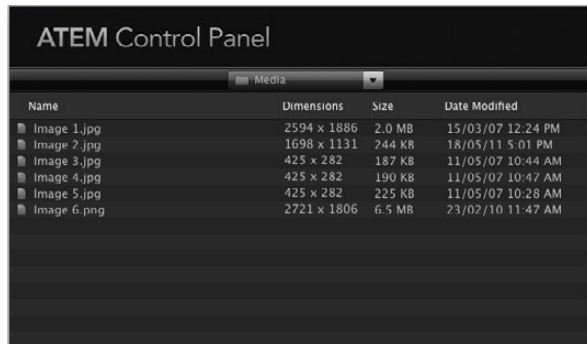 ATEM Control Panel
Media
Name Dimensions Size Date Modified
Image 1.jpg 2594 x 1886 2.0 MB 15/03/07 12:24 PM
Image 2.jpg 1698 x 1131 244 KB 18/05/11 5:01 PM
Image 3.jpg 425 x 282 187 KB 11/05/07 10:44 AM
Image 4.jpg 425 x 282 190 KB 11/05/07 10:47 AM
Image 5.jpg 425 x 282 225 KB 11/05/07 10:28 AM
Image 6.png 2721 x 1806 6.5 MB 23/02/10 11:47 AM